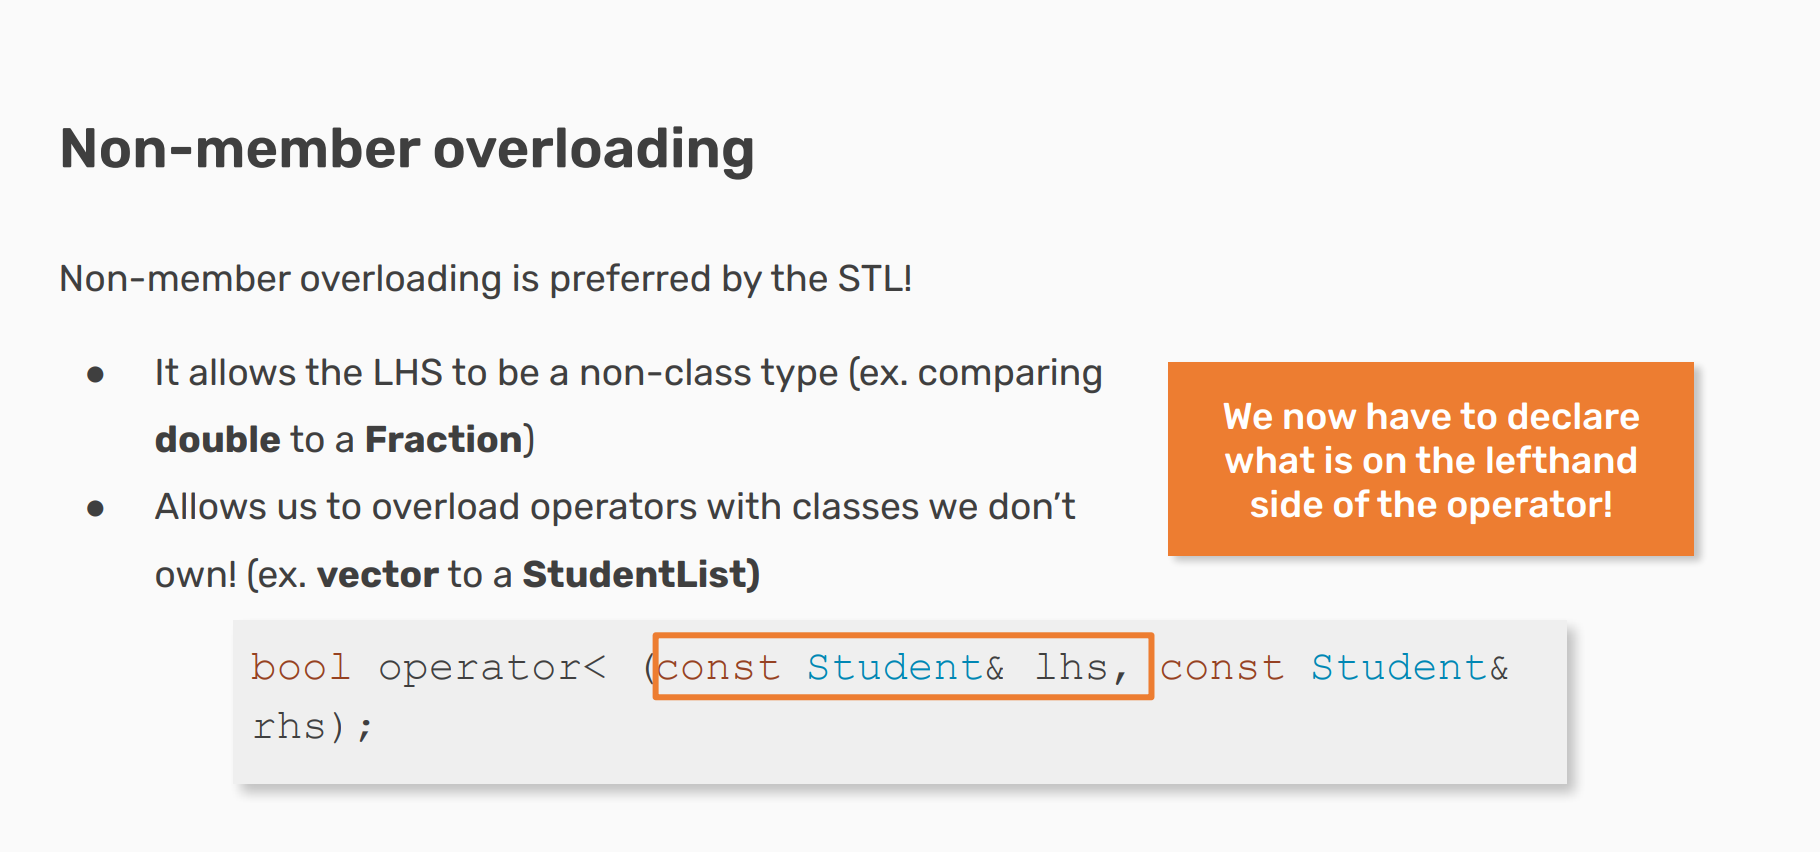 Non-member overloading
Non-member overloading is preferred by the STL!
● It allows the LHS to be a non-class type (ex. comparing
double to a Fraction)
● Allows us to overload operators with classes we don’t
own! (ex. vector to a StudentList)
We now have to declare
what is on the lefthand
side of the operator!
bool operator< (const Student& lhs, const Student&
rhs);